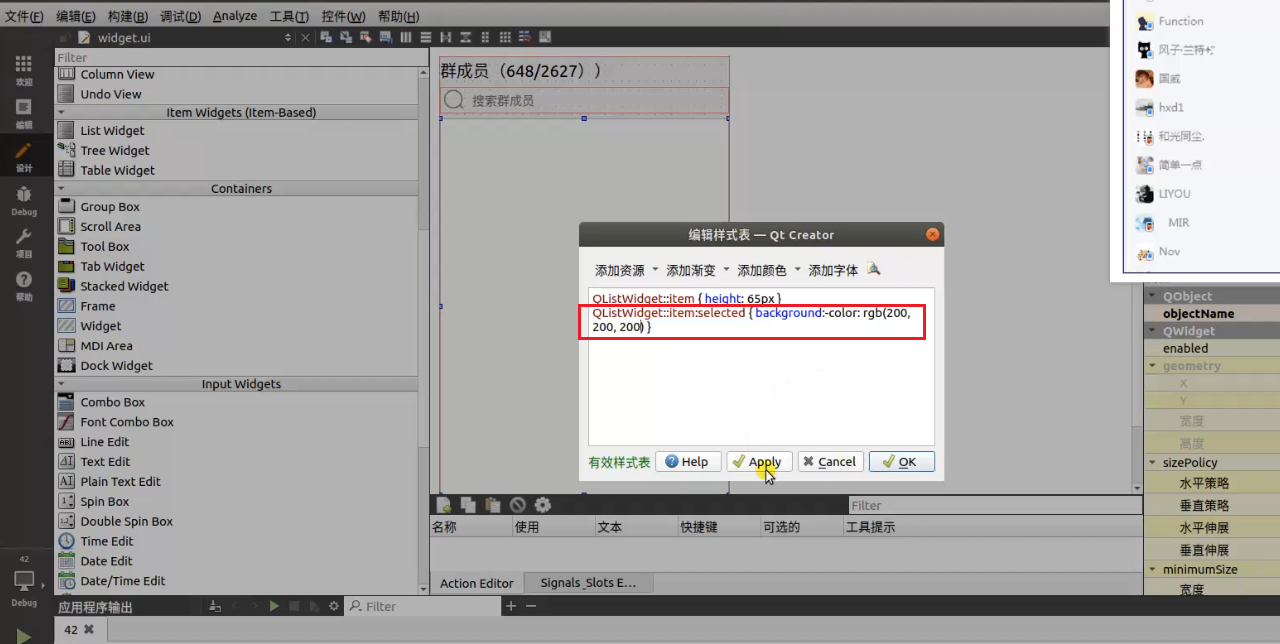 文件(F) 编辑(E) 构建(B) 调试(D) Analyze 工具(T) 控件(W) 帮助(H)
widget.ui
欢迎
编辑
设计
Debug
项目
帮助
42
Debug
Filter
Column View
Undo View
Item Widgets (Item-Based)
List Widget
Tree Widget
Table Widget
Containers
Group Box
Scroll Area
Tool Box
Tab Widget
Stacked Widget
Frame
Widget
MDI Area
Dock Widget
Input Widgets
Combo Box
Font Combo Box
Line Edit
Text Edit
Plain Text Edit
Spin Box
Double Spin Box
Time Edit
Date Edit
Date/Time Edit
群成员（648/2627））
搜索群成员
编辑样式表 — Qt Creator
添加资源 添加渐变 添加颜色 添加字体
QListWidget::item { height: 65px }
QListWidget::item:selected { background:-color: rgb(200,
200, 200) }
有效样式表 Help Apply Cancel OK
Function
国威
hxd1
和光同尘.
简单一点
LIYOU
MIR
Nov
QObject
objectName
QWidget
enabled
geometry
X
Y
宽度
高度
sizePolicy
水平策略
垂直策略
水平伸展
垂直伸展
minimumSize
宽度
Filter
名称 使用 文本 快捷键 可选的 工具提示
Action Editor Signals_Slots E...
应用程序输出 Filter
42